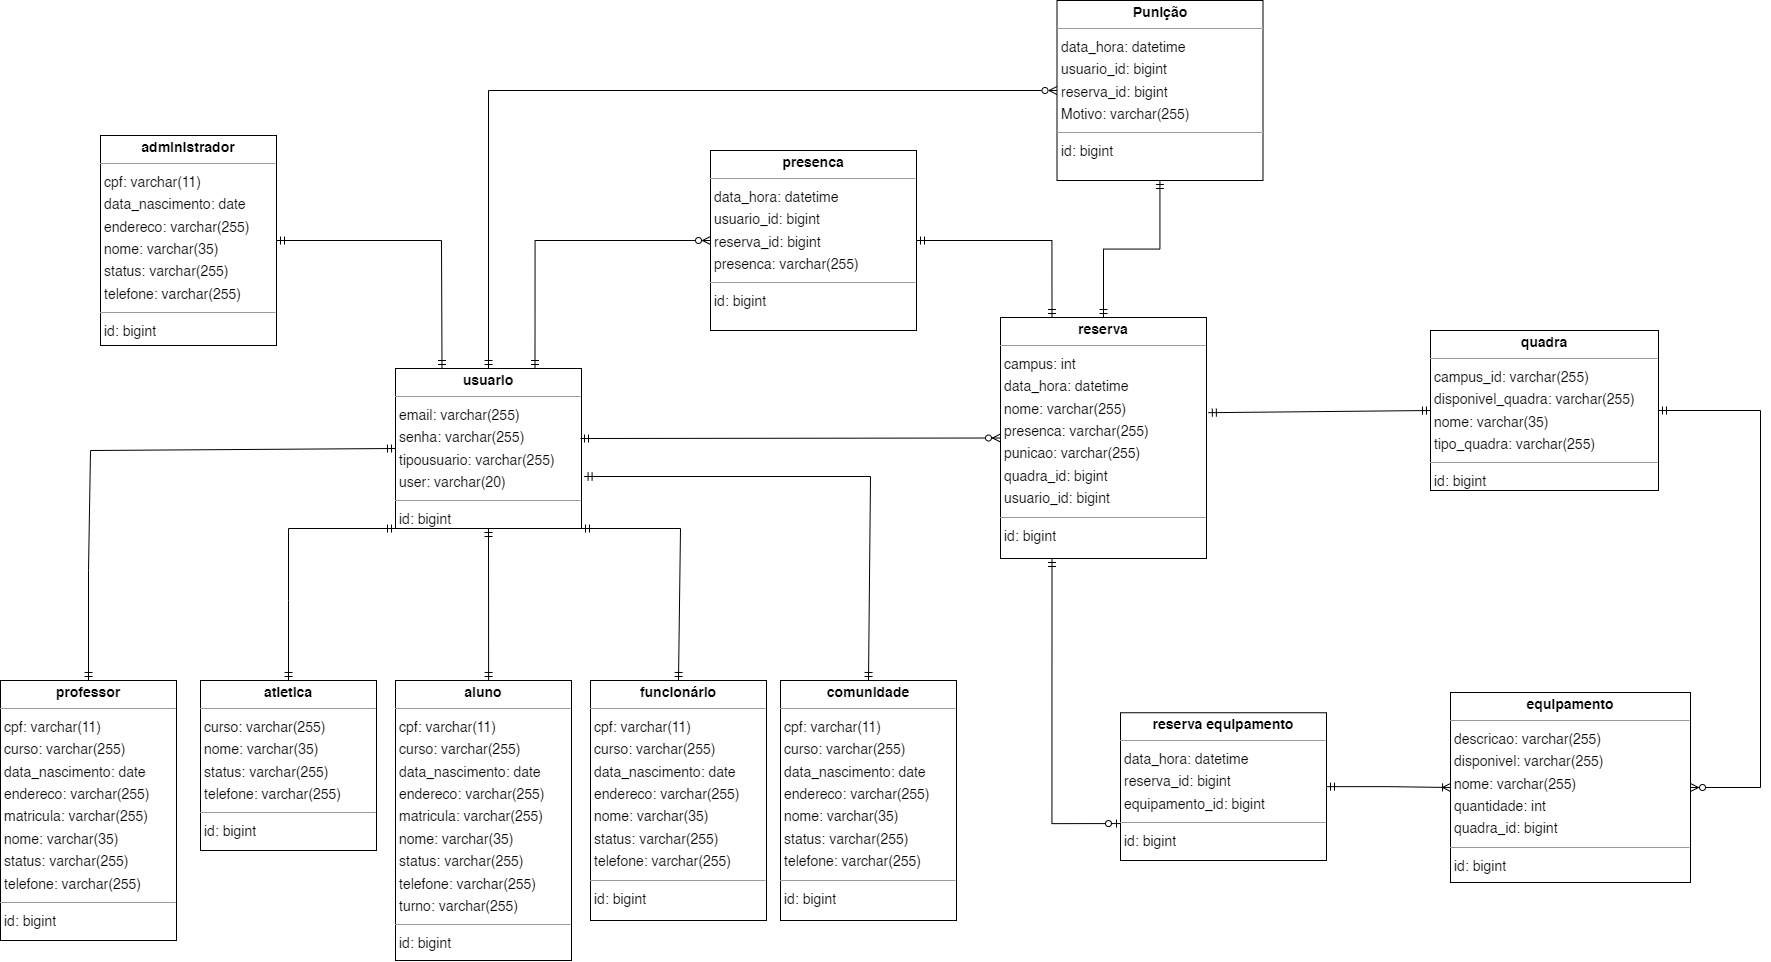 Punição
data_hora: datetime
usuario_id: bigint
reserva_id: bigint
Motivo: varchar(255)
id: bigint
administrador
cpf: varchar(11)
data_nascimento: date
endereco: varchar(255)
nome: varchar(35)
status: varchar(255)
telefone: varchar(255)
id: bigint
presenca
data_hora: datetime
usuario_id: bigint
reserva_id: bigint
presenca: varchar(255)
id: bigint
usuario
email: varchar(255)
senha: varchar(255)
tipousuario: varchar(255)
user: varchar(20)
id: bigint
reserva
campus: int
data_hora: datetime
nome: varchar(255)
presenca: varchar(255)
punicao: varchar(255)
quadra_id: bigint
usuario_id: bigint
id: bigint
quadra
campus_id: varchar(255)
disponivel_quadra: varchar(255)
nome: varchar(35)
tipo_quadra: varchar(255)
id: bigint
professor
cpf: varchar(11)
curso: varchar(255)
data_nascimento: date
endereco: varchar(255)
matricula: varchar(255)
nome: varchar(35)
status: varchar(255)
telefone: varchar(255)
id: bigint
atletica
curso: varchar(255)
nome: varchar(35)
status: varchar(255)
telefone: varchar(255)
id: bigint
aluno
cpf: varchar(11)
curso: varchar(255)
data_nascimento: date
endereco: varchar(255)
matricula: varchar(255)
nome: varchar(35)
status: varchar(255)
telefone: varchar(255)
turno: varchar(255)
id: bigint
funcionário
cpf: varchar(11)
curso: varchar(255)
data_nascimento: date
endereco: varchar(255)
nome: varchar(35)
status: varchar(255)
telefone: varchar(255)
id: bigint
comunidade
cpf: varchar(11)
curso: varchar(255)
data_nascimento: date
endereco: varchar(255)
nome: varchar(35)
status: varchar(255)
telefone: varchar(255)
id: bigint
reserva equipamento
data_hora: datetime
reserva_id: bigint
equipamento_id: bigint
id: bigint
equipamento
descricao: varchar(255)
disponivel: varchar(255)
nome: varchar(255)
quantidade: int
quadra_id: bigint
id: bigint